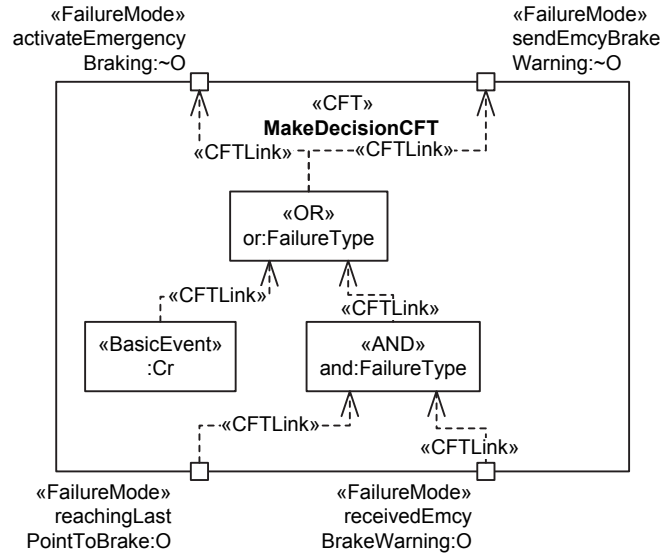 «FailureMode»
activateEmergency
Braking:~O
«FailureMode»
sendEmcyBrake
Warning:~O
«CFT»
MakeDecisionCFT
«CFTLink»
«CFTLink»
«OR»
or:FailureType
«CFTLink»
«CFTLink»
«BasicEvent»
:Cr
«AND»
and:FailureType
«CFTLink»
«CFTLink»
«FailureMode»
reachingLast
PointToBrake:O
«FailureMode»
receivedEmcy
BrakeWarning:O